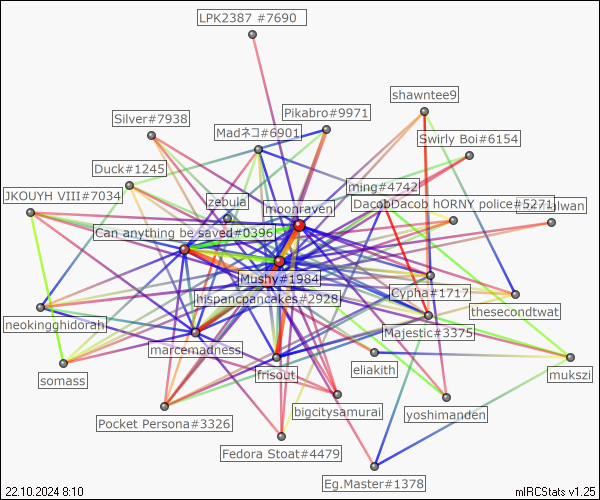 LPK2387 #7690
shawntee9
Pikabro#9971
Silver#7938
Madネコ#6901
Swirly Boi#6154
Duck#1245
ming#4742
JKOUYH VIII#7034
zebula
moonraven
DacobDacob hORNY police#5271
Can anything be saved#0396
Mushy#1984
Cypha#1717
hispancpancakes#2928
thesecondtwat
neokingghidorah
Majestic#3375
marcemadness
eliakith
frisout
mukszi
somass
bigcitysamurai
yoshimanden
Pocket Persona#3326
Fedora Stoat#4479
Eg.Master#1378
22.10.2024 8:10
mIRCStats v1.25